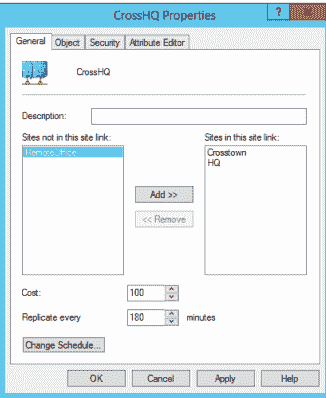 CrossHQ Properties
?
General Object Security Attribute Editor
CrossHQ
Description:
Sites not in this site link: Sites in this site link:
RemoteOffice
Crosstown
HQ
Add >>
<< Remove
Cost: 100
Replicate every 180 minutes
Change Schedule...
OK Cancel Apply Help